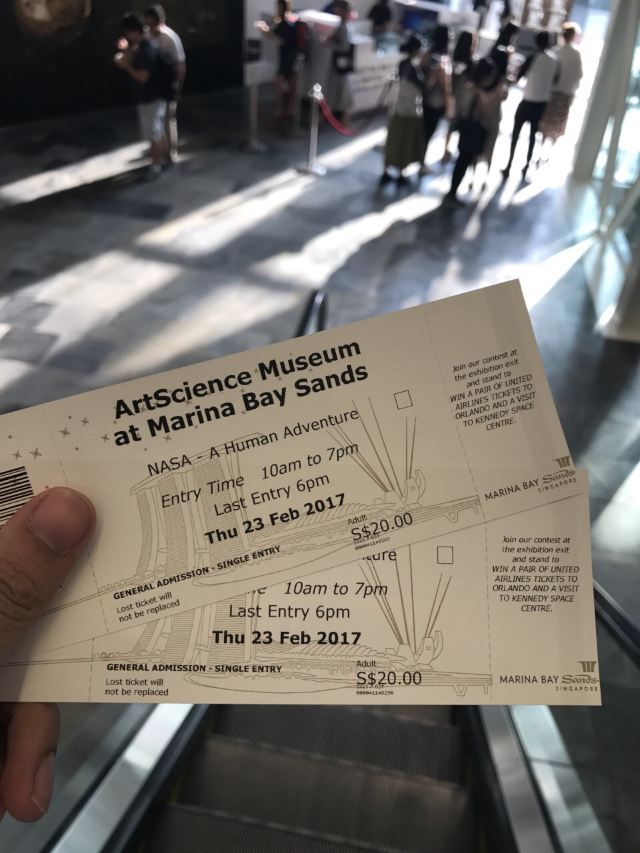 ArtScience Museum
at Marina Bay Sands
NASA - A Human Adventure
Entry Time 10am to 7pm
Last Entry 6pm
Thu 23 Feb 2017
Adult
S$20.00
GENERAL ADMISSION - SINGLE ENTRY
Lost ticket will
not be replaced
Join our contest at
the exhibition exit
and stand to
WIN A PAIR OF UNITED
AIRLINES TICKETS TO
ORLANDO AND A VISIT
TO KENNEDY SPACE
CENTRE.
MARINA BAY Sands
SINGAPORE
10am to 7pm
Last Entry 6pm
Thu 23 Feb 2017
Adult
S$20.00
GENERAL ADMISSION - SINGLE ENTRY
Lost ticket will
not be replaced
Join our contest at
the exhibition exit
and stand to
WIN A PAIR OF UNITED
AIRLINES TICKETS TO
ORLANDO AND A VISIT
TO KENNEDY SPACE
CENTRE.
MARINA BAY Sands
SINGAPORE